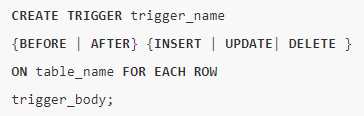 CREATE TRIGGER trigger_name
{BEFORE | AFTER} {INSERT | UPDATE| DELETE }
ON table_name FOR EACH ROW
trigger_body;